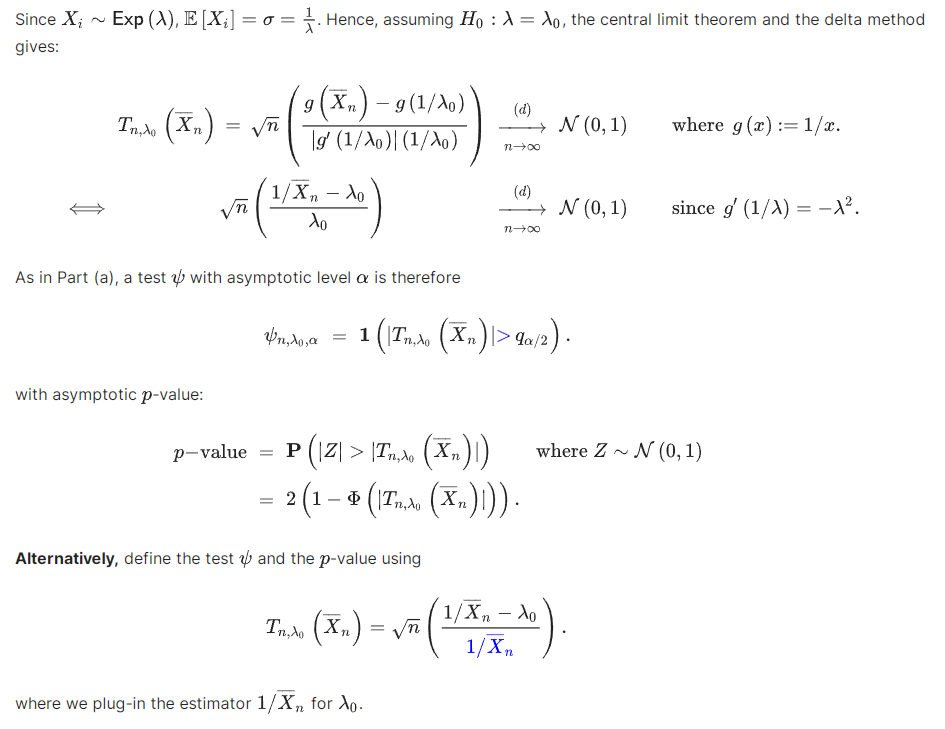 Since $X_i \sim \mathsf{Exp}(\lambda)$, $\mathbb{E}[X_i] = \sigma = \frac{1}{\lambda}$. Hence, assuming $H_0 : \lambda = \lambda_0$, the central limit theorem and the delta method
gives:
$T_{n,\lambda_0}\left(\overline{X}_n\right) = \sqrt{n}\left(\frac{g\left(\overline{X}_n\right) - g(1/\lambda_0)}{|g'(1/\lambda_0)|(1/\lambda_0)}\right) \xrightarrow[n\to\infty]{(d)} \mathcal{N}(0,1) \quad \text{where } g(x) := 1/x.$
$\iff \sqrt{n}\left(\frac{1/\overline{X}_n - \lambda_0}{\lambda_0}\right) \xrightarrow[n\to\infty]{(d)} \mathcal{N}(0,1) \quad \text{since } g'(1/\lambda) = -\lambda^2.$
As in Part (a), a test $\psi$ with asymptotic level $\alpha$ is therefore
$\psi_{n,\lambda_0,\alpha} = \mathbf{1}\left(|T_{n,\lambda_0}\left(\overline{X}_n\right)| > q_{\alpha/2}\right).$
with asymptotic $p$-value:
$p\text{−value} = \mathbf{P}\left(|Z| > |T_{n,\lambda_0}\left(\overline{X}_n\right)|\right) \quad \text{where } Z \sim \mathcal{N}(0,1)$
$= 2\left(1 - \Phi\left(|T_{n,\lambda_0}\left(\overline{X}_n\right)|\right)\right).$
Alternatively, define the test $\psi$ and the $p$-value using
$T_{n,\lambda_0}\left(\overline{X}_n\right) = \sqrt{n}\left(\frac{1/\overline{X}_n - \lambda_0}{1/\overline{X}_n}\right).$
where we plug-in the estimator $1/\overline{X}_n$ for $\lambda_0$.